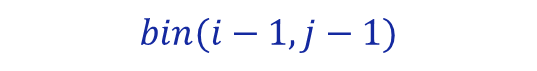 bin(i − 1, j − 1)